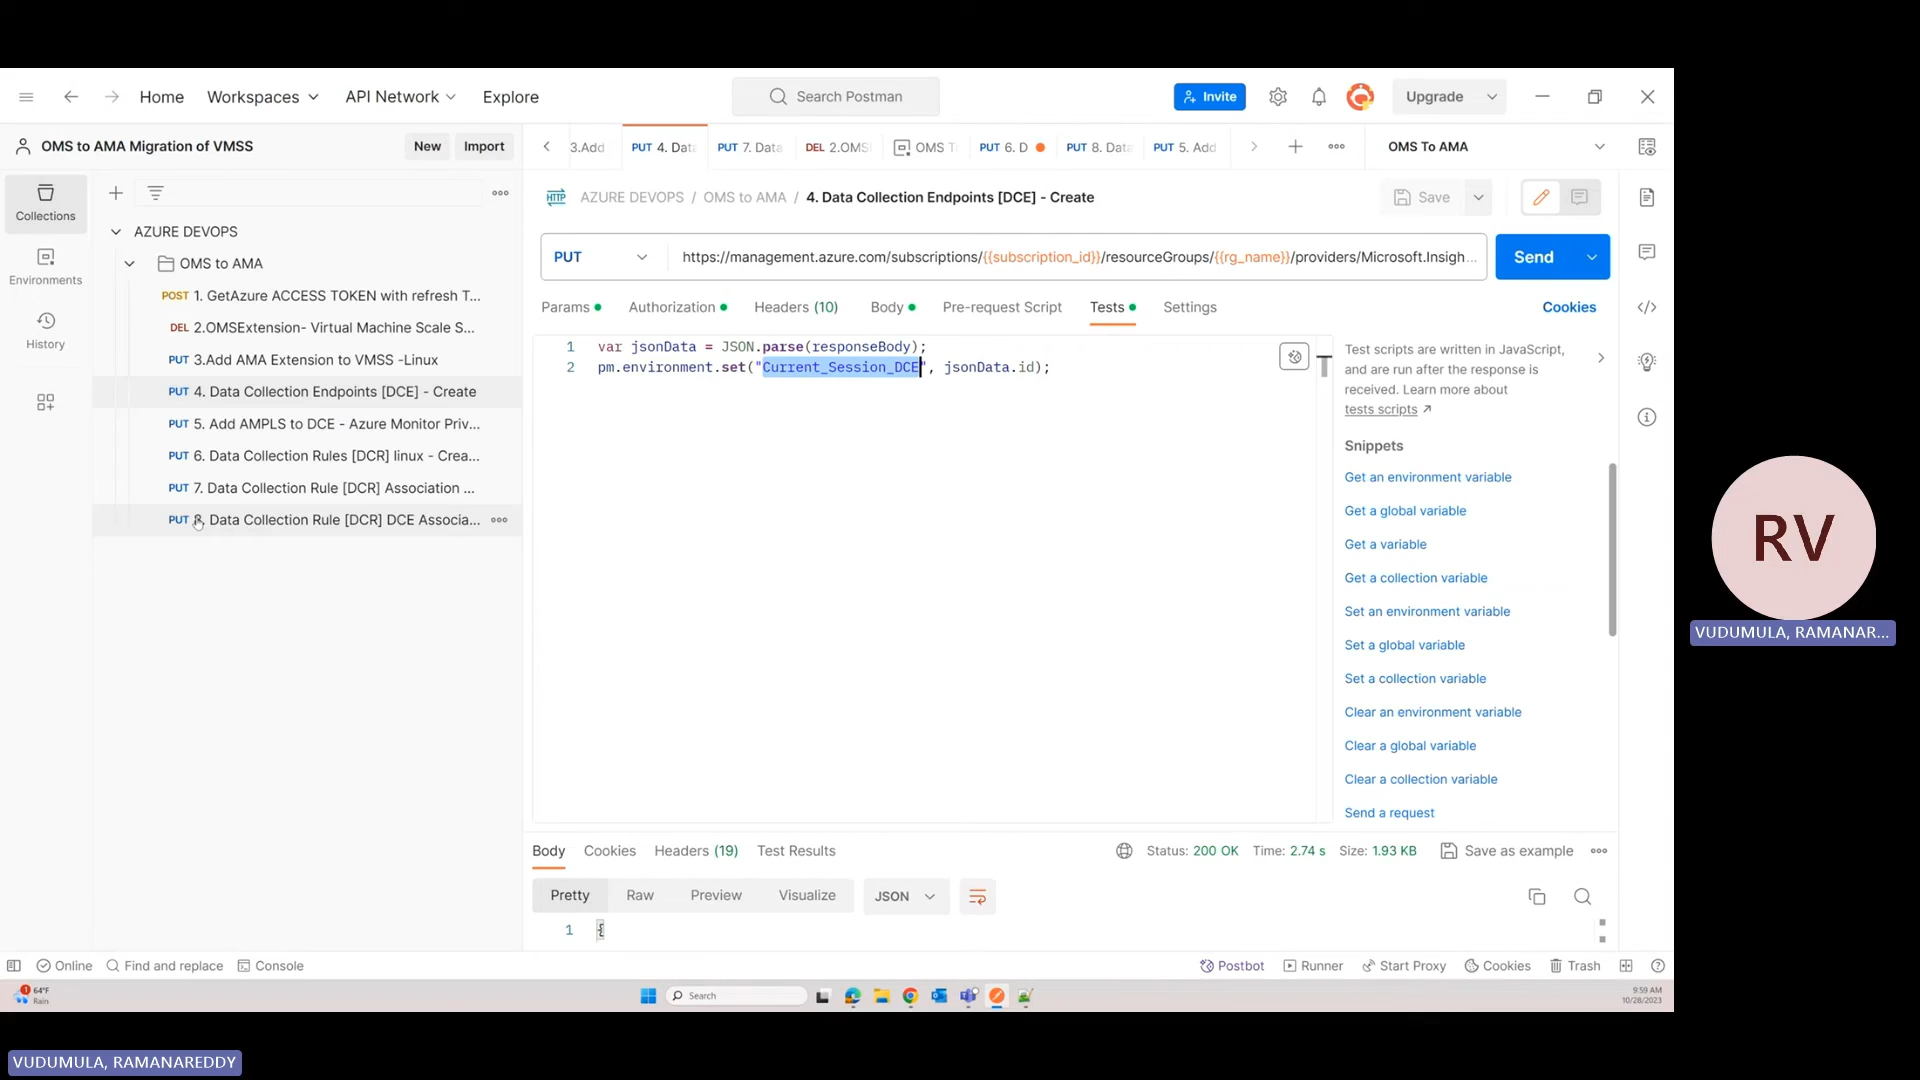 Home
Workspaces
API Network
Explore
Search Postman
Invite
Upgrade
OMS to AMA Migration of VMSS
New
Import
3.Add
PUT 4. Data
PUT 7. Data
DEL 2.OMS
OMS T
PUT 6. D
PUT 8. Data
PUT 5. Add
OMS To AMA
Collections
Environments
History
AZURE DEVOPS
OMS to AMA
POST 1. GetAzure ACCESS TOKEN with refresh T...
DEL 2.OMSExtension- Virtual Machine Scale S...
PUT 3.Add AMA Extension to VMSS -Linux
PUT 4. Data Collection Endpoints [DCE] - Create
PUT 5. Add AMPLS to DCE - Azure Monitor Priv...
PUT 6. Data Collection Rules [DCR] linux - Crea...
PUT 7. Data Collection Rule [DCR] Association ...
PUT 8. Data Collection Rule [DCR] DCE Associa...
HTTP
AZURE DEVOPS / OMS to AMA / 4. Data Collection Endpoints [DCE] - Create
Save
PUT
https://management.azure.com/subscriptions/{{subscription_id}}/resourceGroups/{{rg_name}}/providers/Microsoft.Insigh...
Send
Params
Authorization
Headers (10)
Body
Pre-request Script
Tests
Settings
Cookies
1 var jsonData = JSON.parse(responseBody);
2 pm.environment.set("Current_Session_DCE", jsonData.id);
Test scripts are written in JavaScript,
and are run after the response is
received. Learn more about
tests scripts
Snippets
Get an environment variable
Get a global variable
Get a variable
Get a collection variable
Set an environment variable
Set a global variable
Set a collection variable
Clear an environment variable
Clear a global variable
Clear a collection variable
Send a request
Body
Cookies
Headers (19)
Test Results
Status: 200 OK
Time: 2.74 s
Size: 1.93 KB
Save as example
Pretty
Raw
Preview
Visualize
JSON
1 {
Online
Find and replace
Console
Postbot
Runner
Start Proxy
Cookies
Trash
1
64°F
Rain
Search
9:59 AM
10/28/2023
RV
VUDUMULA, RAMANAR...
VUDUMULA, RAMANAREDDY